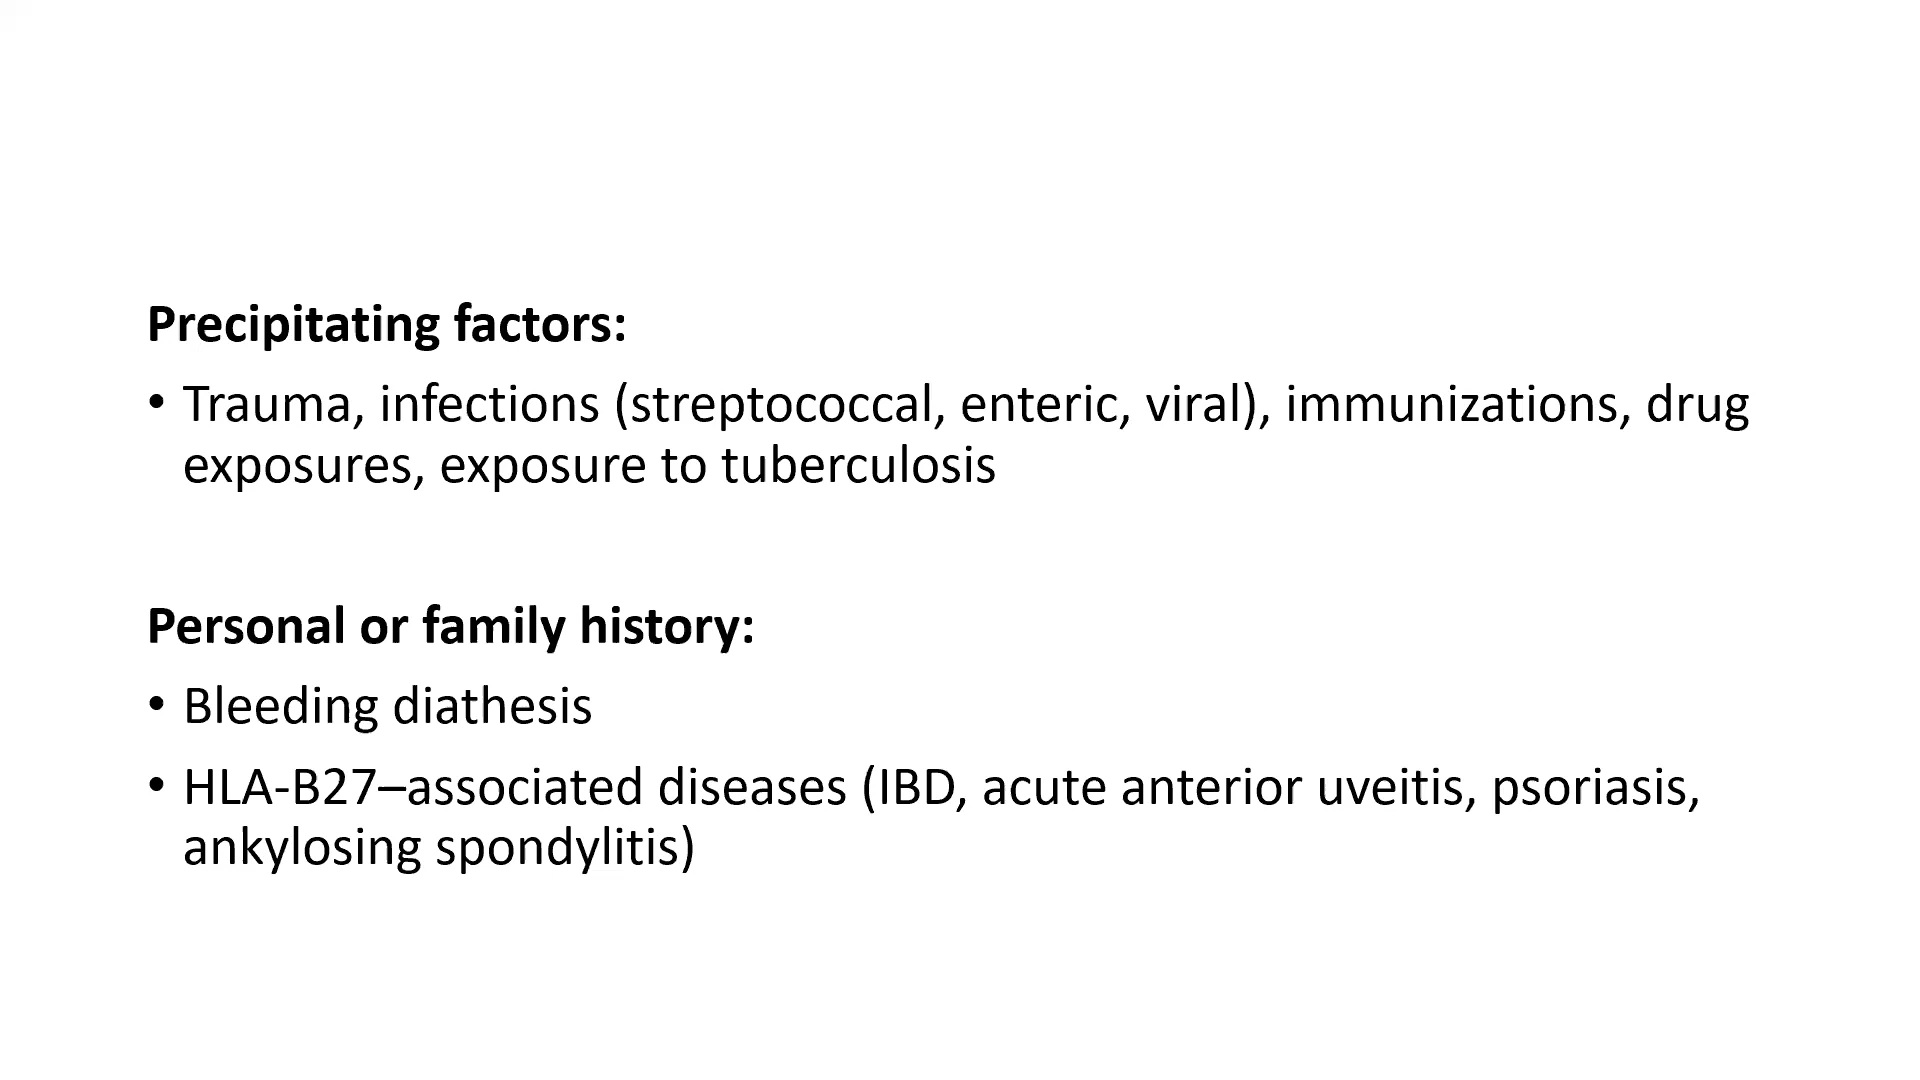 Precipitating factors:
• Trauma, infections (streptococcal, enteric, viral), immunizations, drug
exposures, exposure to tuberculosis
Personal or family history:
• Bleeding diathesis
• HLA-B27–associated diseases (IBD, acute anterior uveitis, psoriasis,
ankylosing spondylitis)